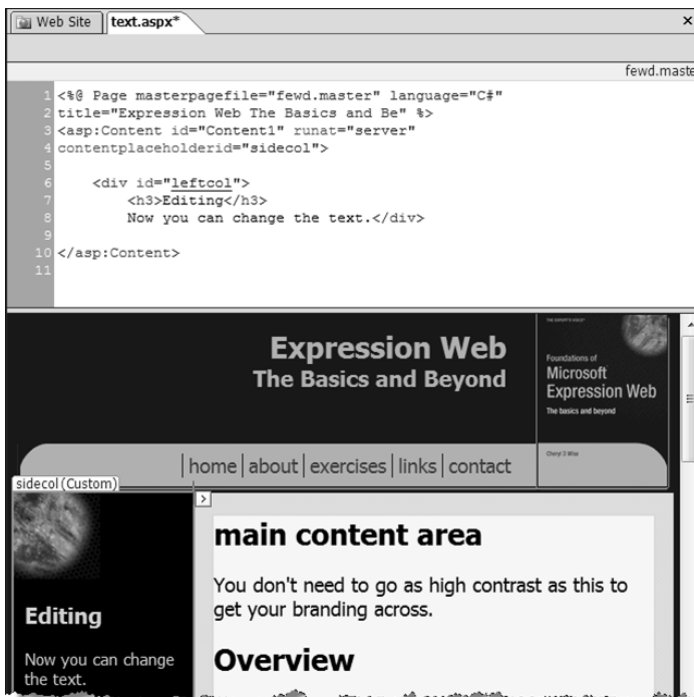 Web Site text.aspx*
fewd.maste
1 <%@ Page masterpagefile="fewd.master" language="C#"
2 title="Expression Web The Basics and Be" %>
3 <asp:Content id="Content1" runat="server"
4 contentplaceholderid="sidecol">
5
6 <div id="leftcol">
7 <h3>Editing</h3>
8 Now you can change the text.</div>
9
10 </asp:Content>
11
Expression Web
The Basics and Beyond
THE EXPERT'S VOICE
Foundations of
Microsoft
Expression Web
The basics and beyond
Cheryl D Wise
home about exercises links contact
sidecol (Custom)
main content area
You don't need to go as high contrast as this to
get your branding across.
Overview
Editing
Now you can change
the text.